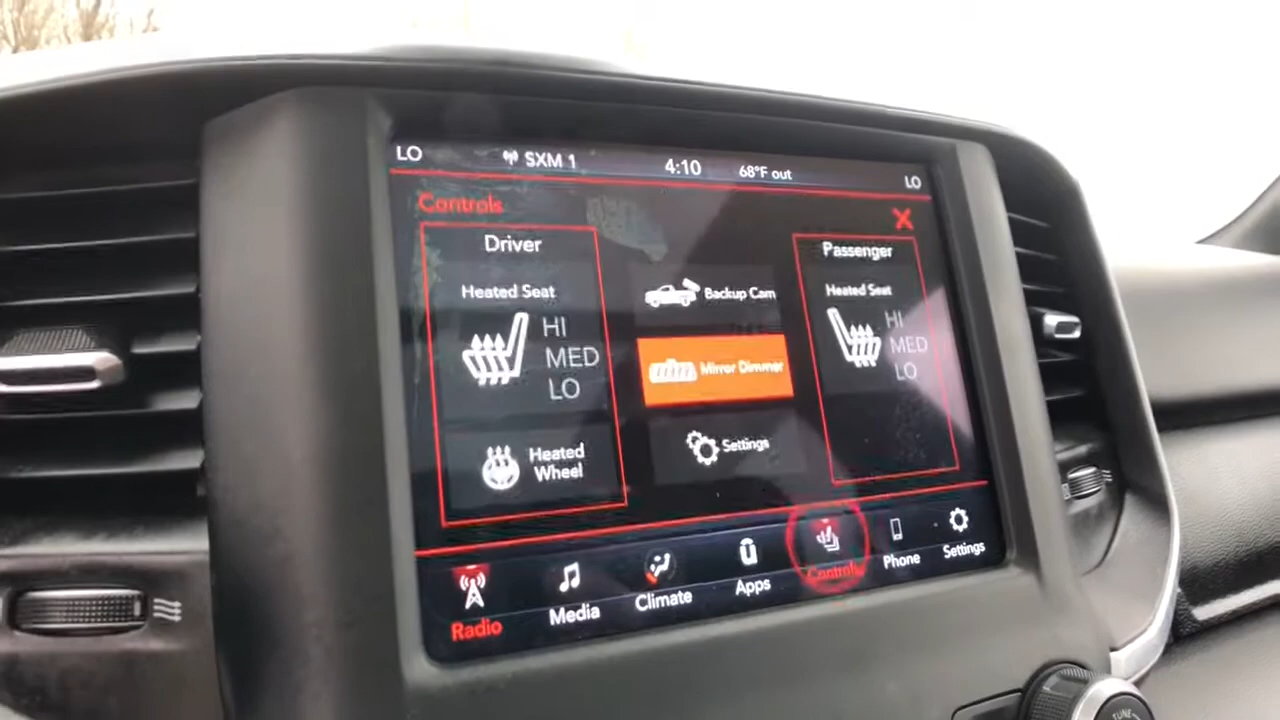 LO SXM 1 4:10 68°F out LO
Controls
Driver
Heated Seat
HI
MED
LO
Heated
Wheel
Backup Cam
Mirror Dimmer
Settings
Passenger
Heated Seat
HI
MED
LO
Radio Media Climate Apps Controls Phone Settings
TUNE